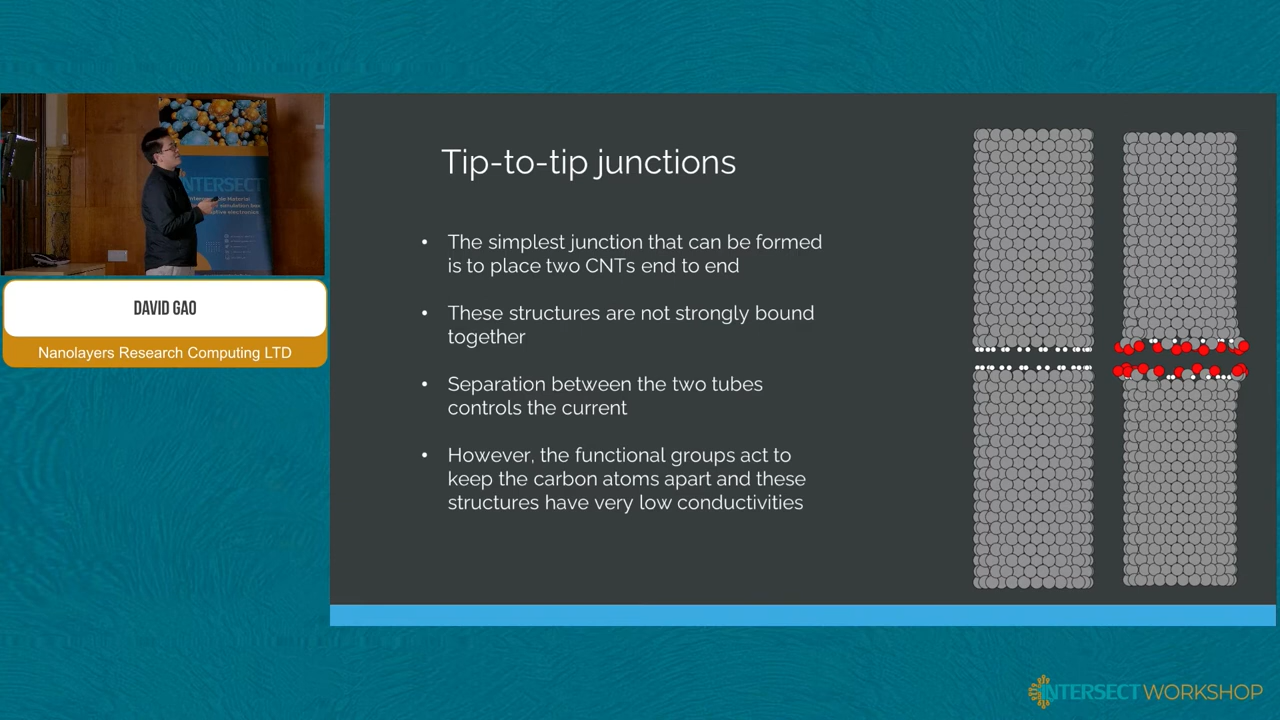 INTERSECT
DAVID GAO
Nanolayers Research Computing LTD
Tip-to-tip junctions
• The simplest junction that can be formed
is to place two CNTs end to end
• These structures are not strongly bound
together
• Separation between the two tubes
controls the current
• However, the functional groups act to
keep the carbon atoms apart and these
structures have very low conductivities
INTERSECT WORKSHOP